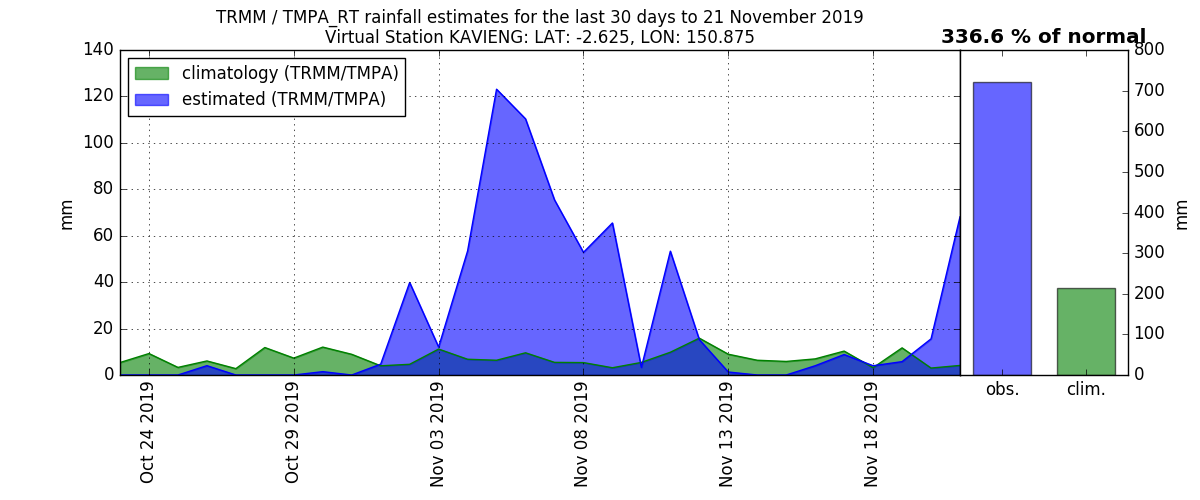 TRMM / TMPA_RT rainfall estimates for the last 30 days to 21 November 2019
Virtual Station KAVIENG: LAT: -2.625, LON: 150.875
336.6 % of normal
climatology (TRMM/TMPA)
estimated (TRMM/TMPA)
140
120
100
80
60
40
20
0
mm
Oct 24 2019
Oct 29 2019
Nov 03 2019
Nov 08 2019
Nov 13 2019
Nov 18 2019
800
700
600
500
400
300
200
100
0
mm
obs.
clim.